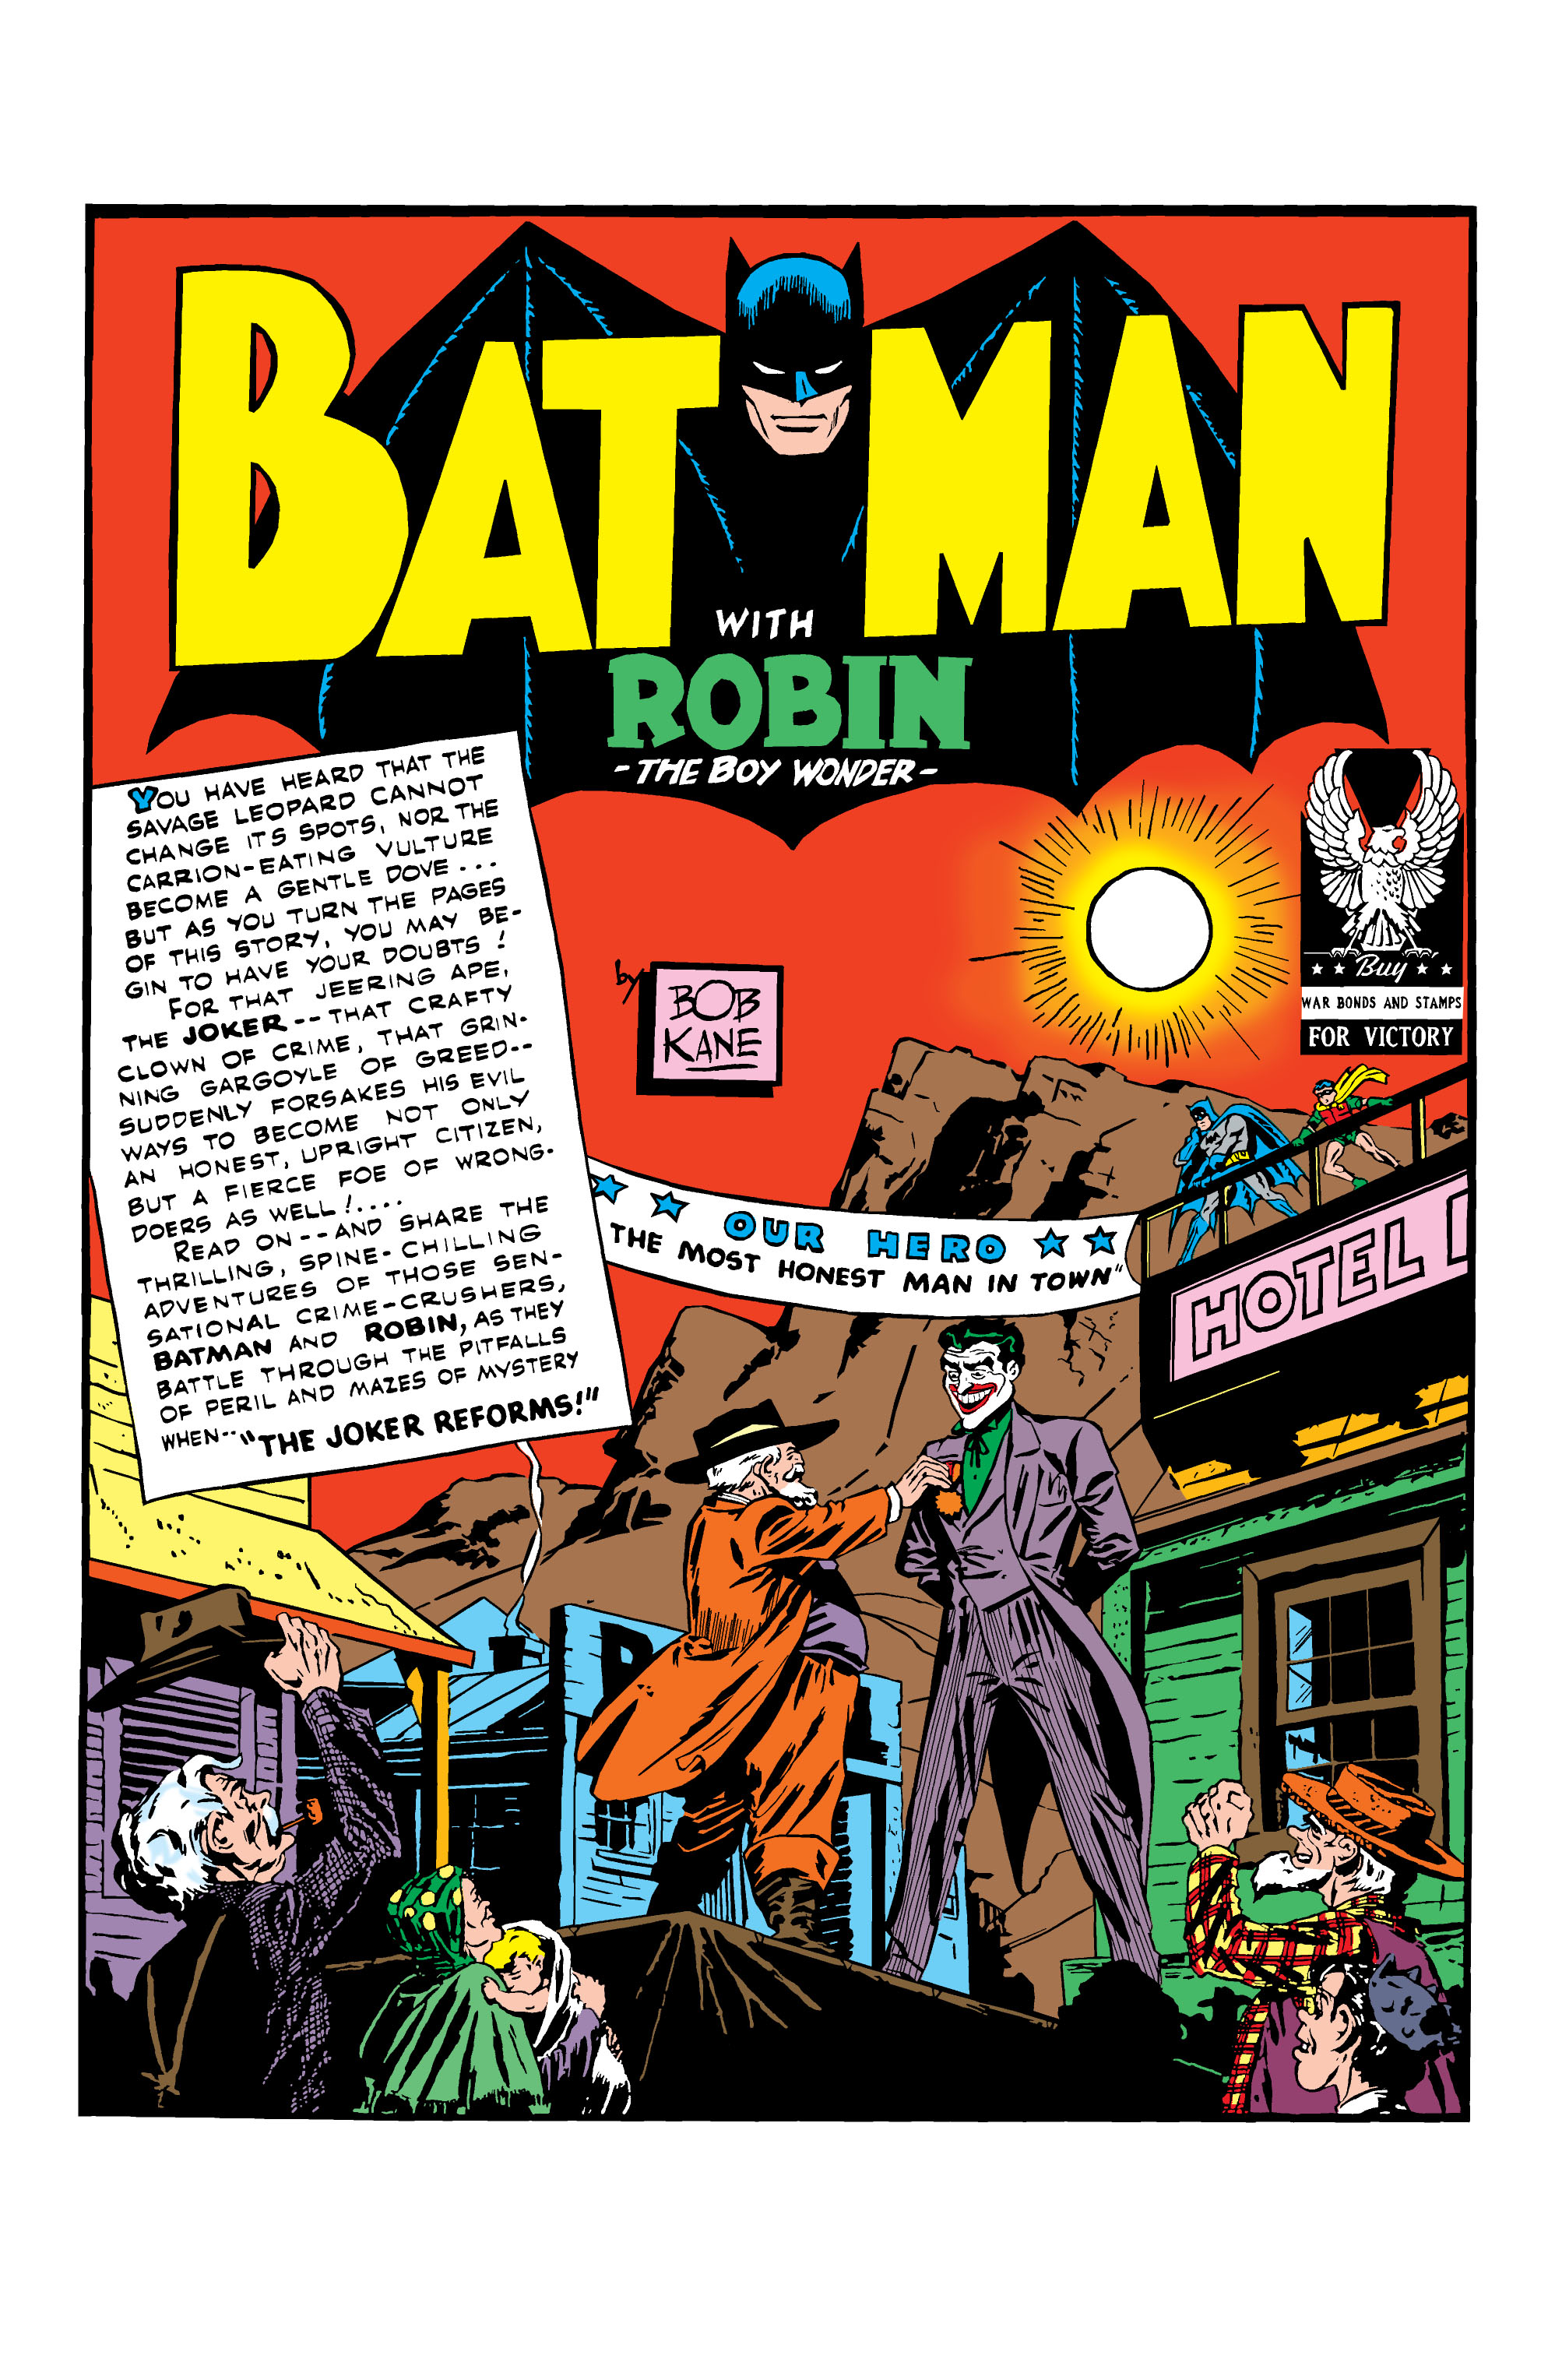 BATMAN
WITH
ROBIN
-THE BOY WONDER-
YOU HAVE HEARD THAT THE
SAVAGE LEOPARD CANNOT
CHANGE ITS SPOTS, NOR THE
CARRION-EATING VULTURE
BECOME A GENTLE DOVE...
BUT AS YOU TURN THE PAGES
OF THIS STORY, YOU MAY BE-
GIN TO HAVE YOUR DOUBTS!
FOR THAT JEERING APE,
THE JOKER--THAT CRAFTY
CLOWN OF CRIME, THAT GRIN-
NING GARGOYLE OF GREED--
SUDDENLY FORSAKES HIS EVIL
WAYS TO BECOME NOT ONLY
AN HONEST, UPRIGHT CITIZEN,
BUT A FIERCE FOE OF WRONG-
DOERS AS WELL!....
READ ON--AND SHARE THE
THRILLING, SPINE-CHILLING
ADVENTURES OF THOSE SEN-
SATIONAL CRIME-CRUSHERS,
BATMAN AND ROBIN, AS THEY
BATTLE THROUGH THE PITFALLS
OF PERIL AND MAZES OF MYSTERY
WHEN--"THE JOKER REFORMS!"
by
BOB
KANE
Buy
WAR BONDS AND STAMPS
FOR VICTORY
OUR HERO
THE MOST HONEST MAN IN TOWN"
HOTEL